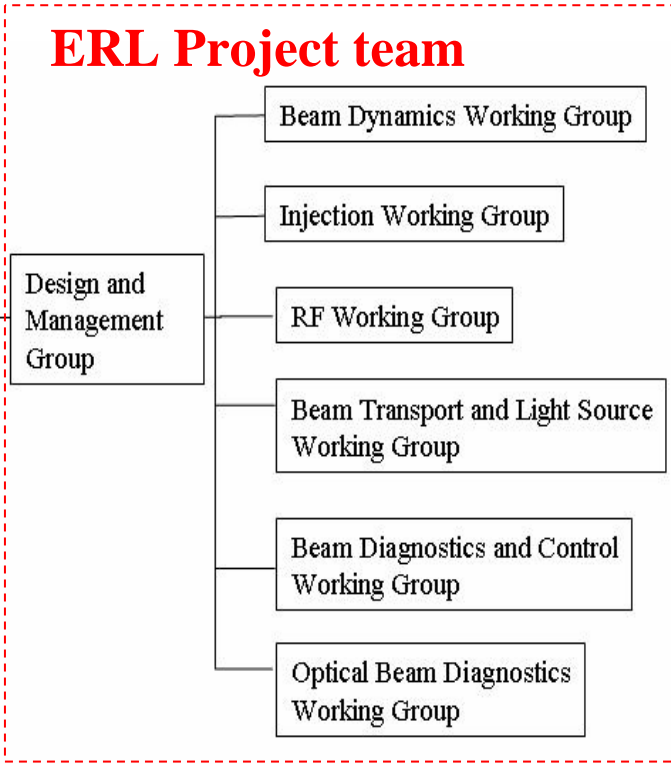 ERL Project team
Beam Dynamics Working Group
Injection Working Group
Design and
Management
Group
RF Working Group
Beam Transport and Light Source
Working Group
Beam Diagnostics and Control
Working Group
Optical Beam Diagnostics
Working Group